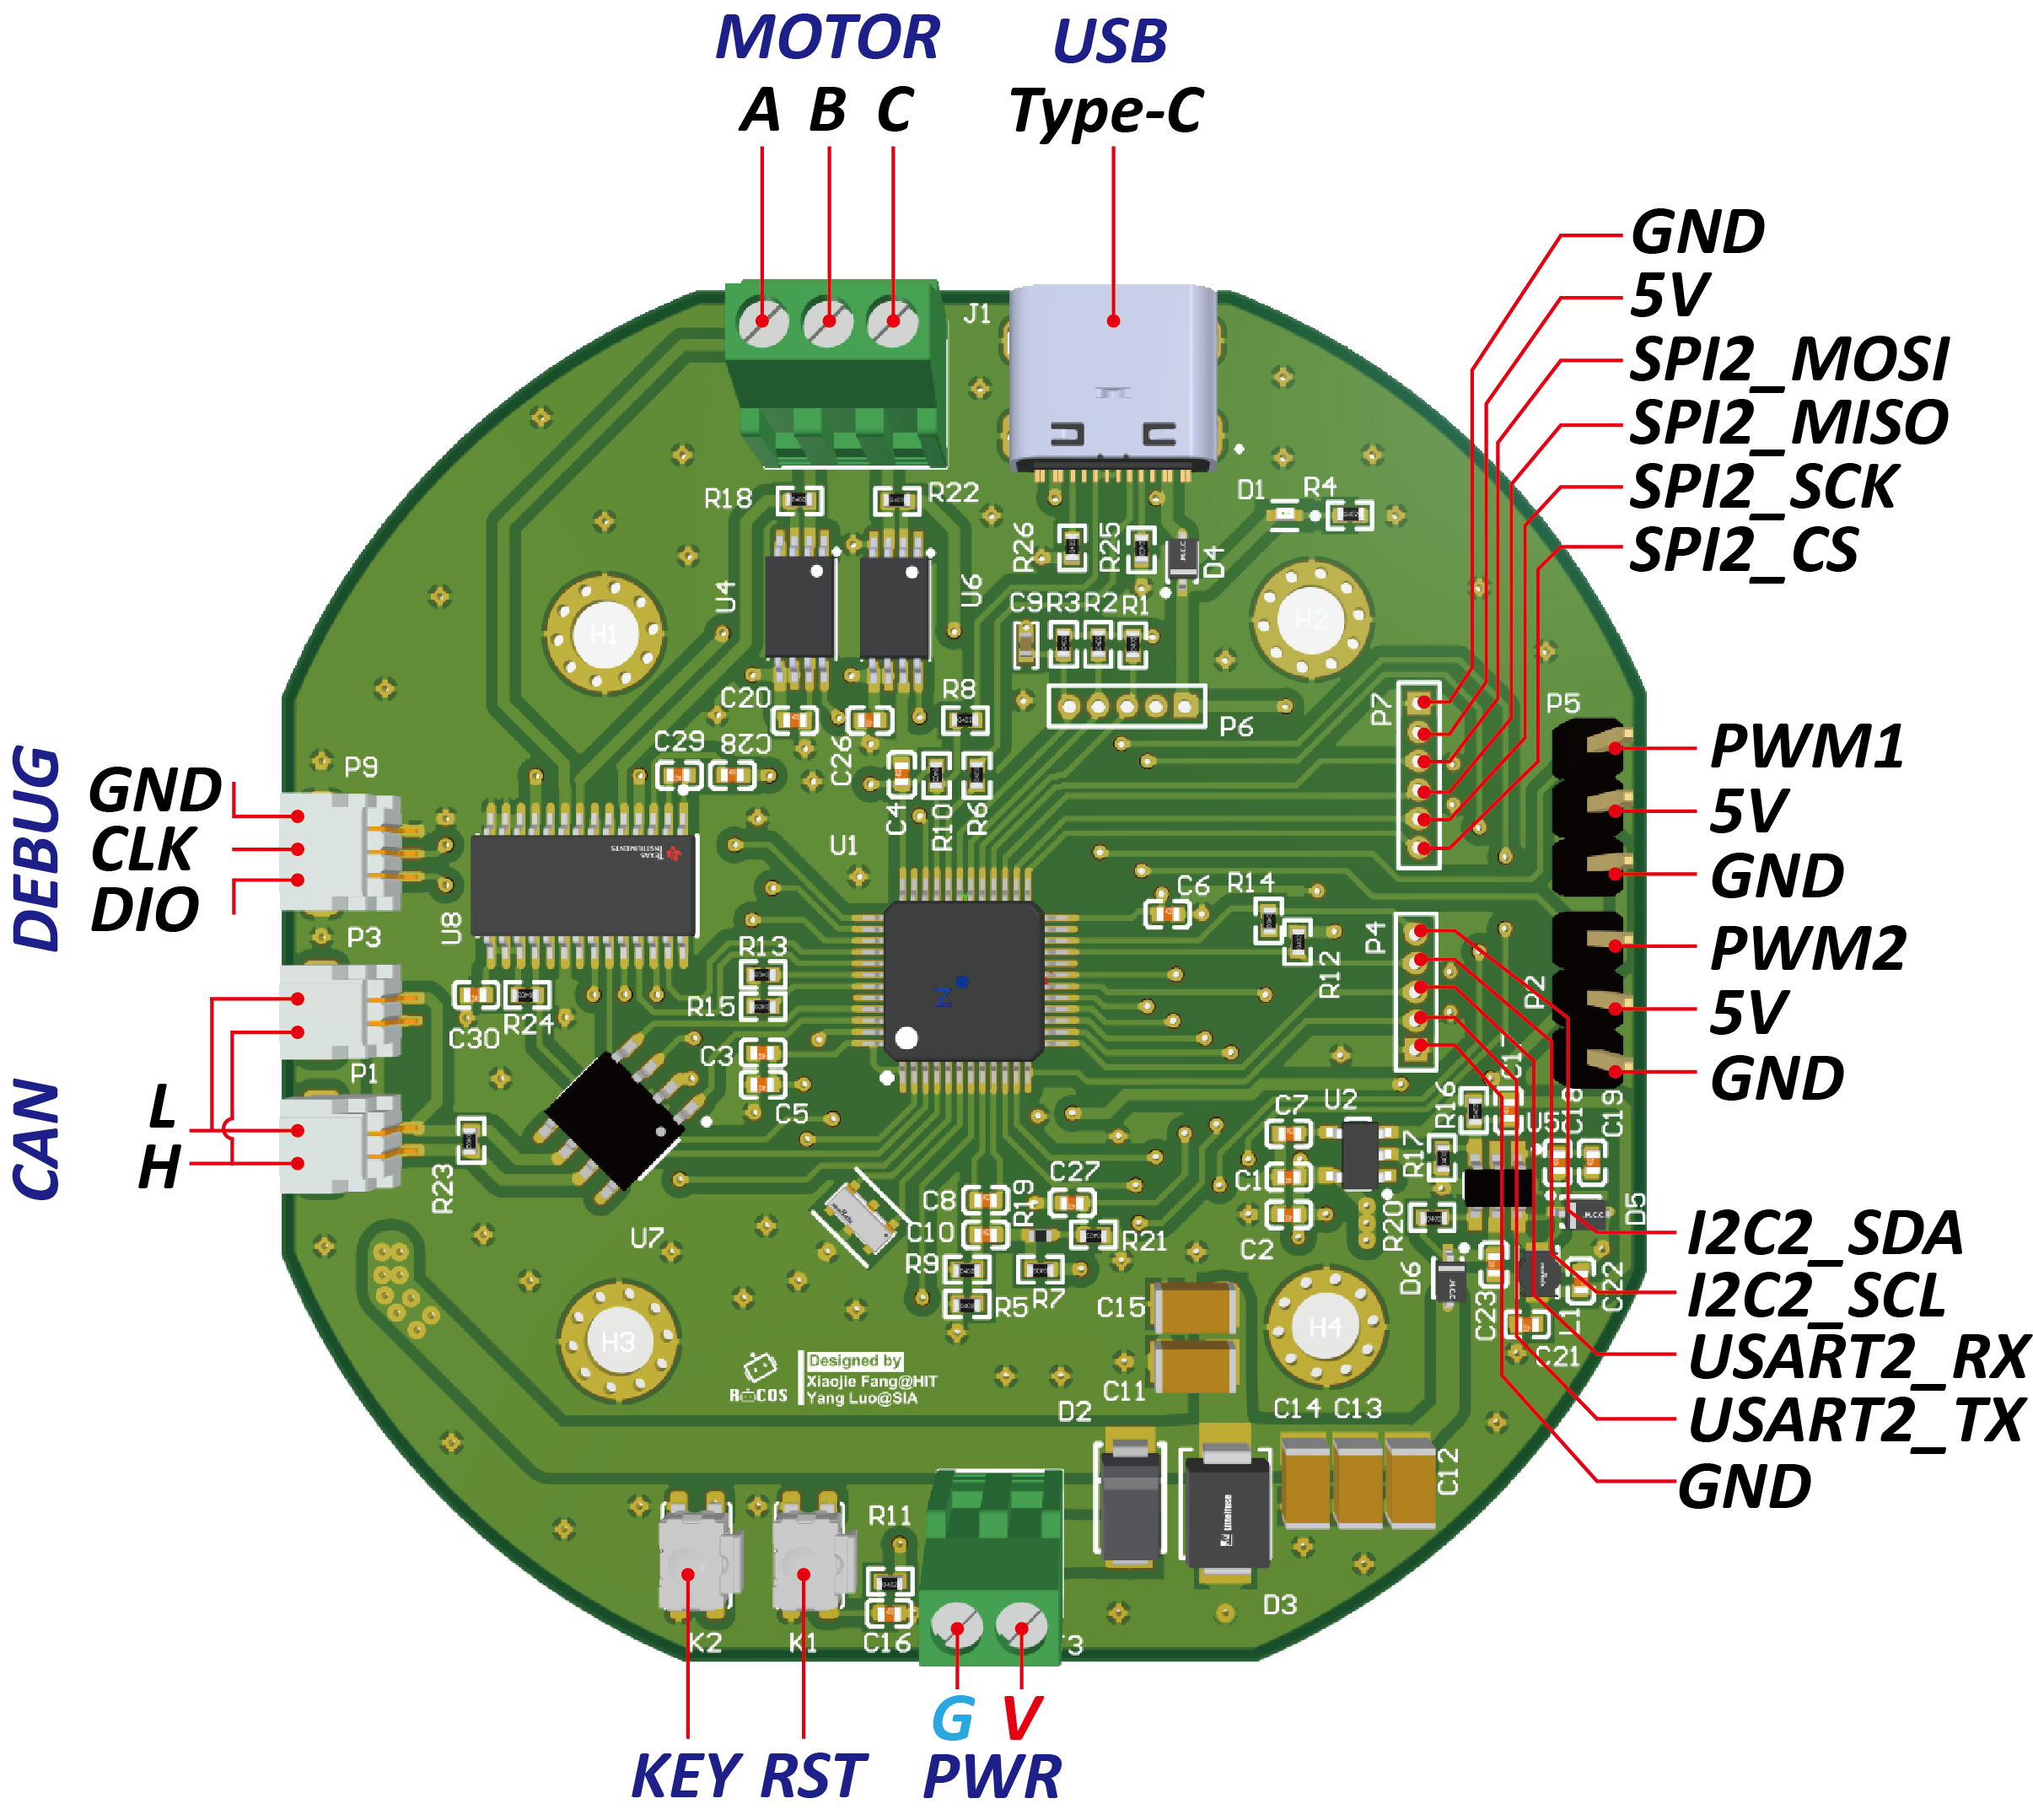 MOTOR
USB
A B C
Type-C
GND
5V
SPI2_MOSI
SPI2_MISO
SPI2_SCK
SPI2_CS
J1
R18
R22
D1
R4
R26
R25
D4
U4
U6
H1
H2
C9
R3
R2
R1
C20
R8
P7
P6
P5
C29
C28
C26
C4
R10
R6
PWM1
5V
GND
DEBUG
GND
CLK
DIO
P9
TEXAS
INSTRUMENTS
U8
U1
C6
R14
R12
P4
P3
R13
R15
PWM2
5V
GND
P2
C30
R24
C3
C5
CAN
L
H
P1
R23
U7
C7
U2
C1
C2
R16
R17
R20
U5
C18
C19
D5
D6
C23
C22
L1
C21
C8
C10
R19
C27
R21
R9
R7
R5
C15
C11
H3
H4
I2C2_SDA
I2C2_SCL
USART2_RX
USART2_TX
GND
Designed by
Xiaojie Fang@HIT
Yang Luo@SIA
D2
C14
C13
C12
Littelfuse
D3
R11
C16
K2
K1
G V
KEY RST PWR